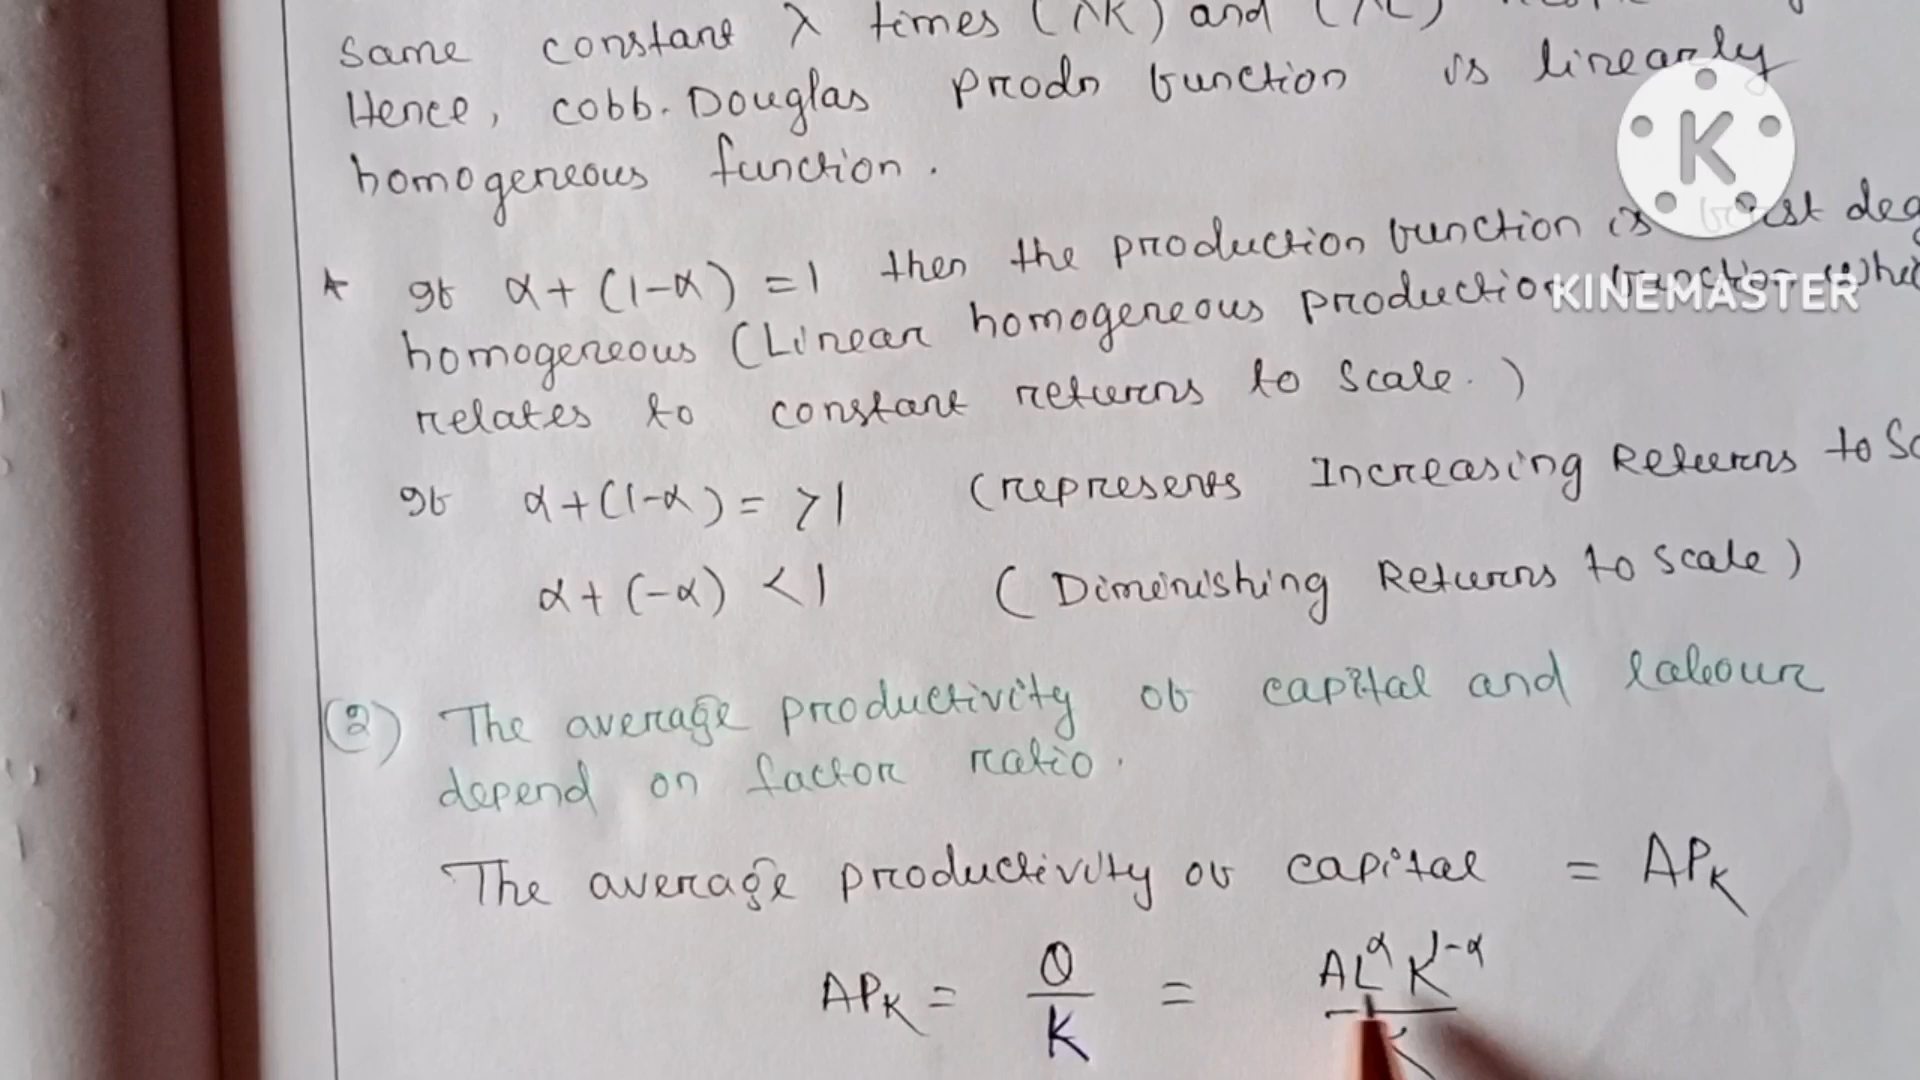 same constant λ times (λK) and (λL)
Hence, cobb-Douglas prodn function is linearly
homogeneous function.
* If α + (1-α) = 1 then the production function is first deg
homogeneous (Linear homogeneous production function whic
relates to constant returns to scale.)
If α + (1-α) = >1 (represents Increasing Returns to Sc
α + (-α) <1 (Diminishing Returns to scale)
(2) The average productivity of capital and labour
depend on factor ratio.
The average productivity of capital = APK
APK = Q/K = ALᵅK¹⁻ᵅ/K
K
KINEMASTER